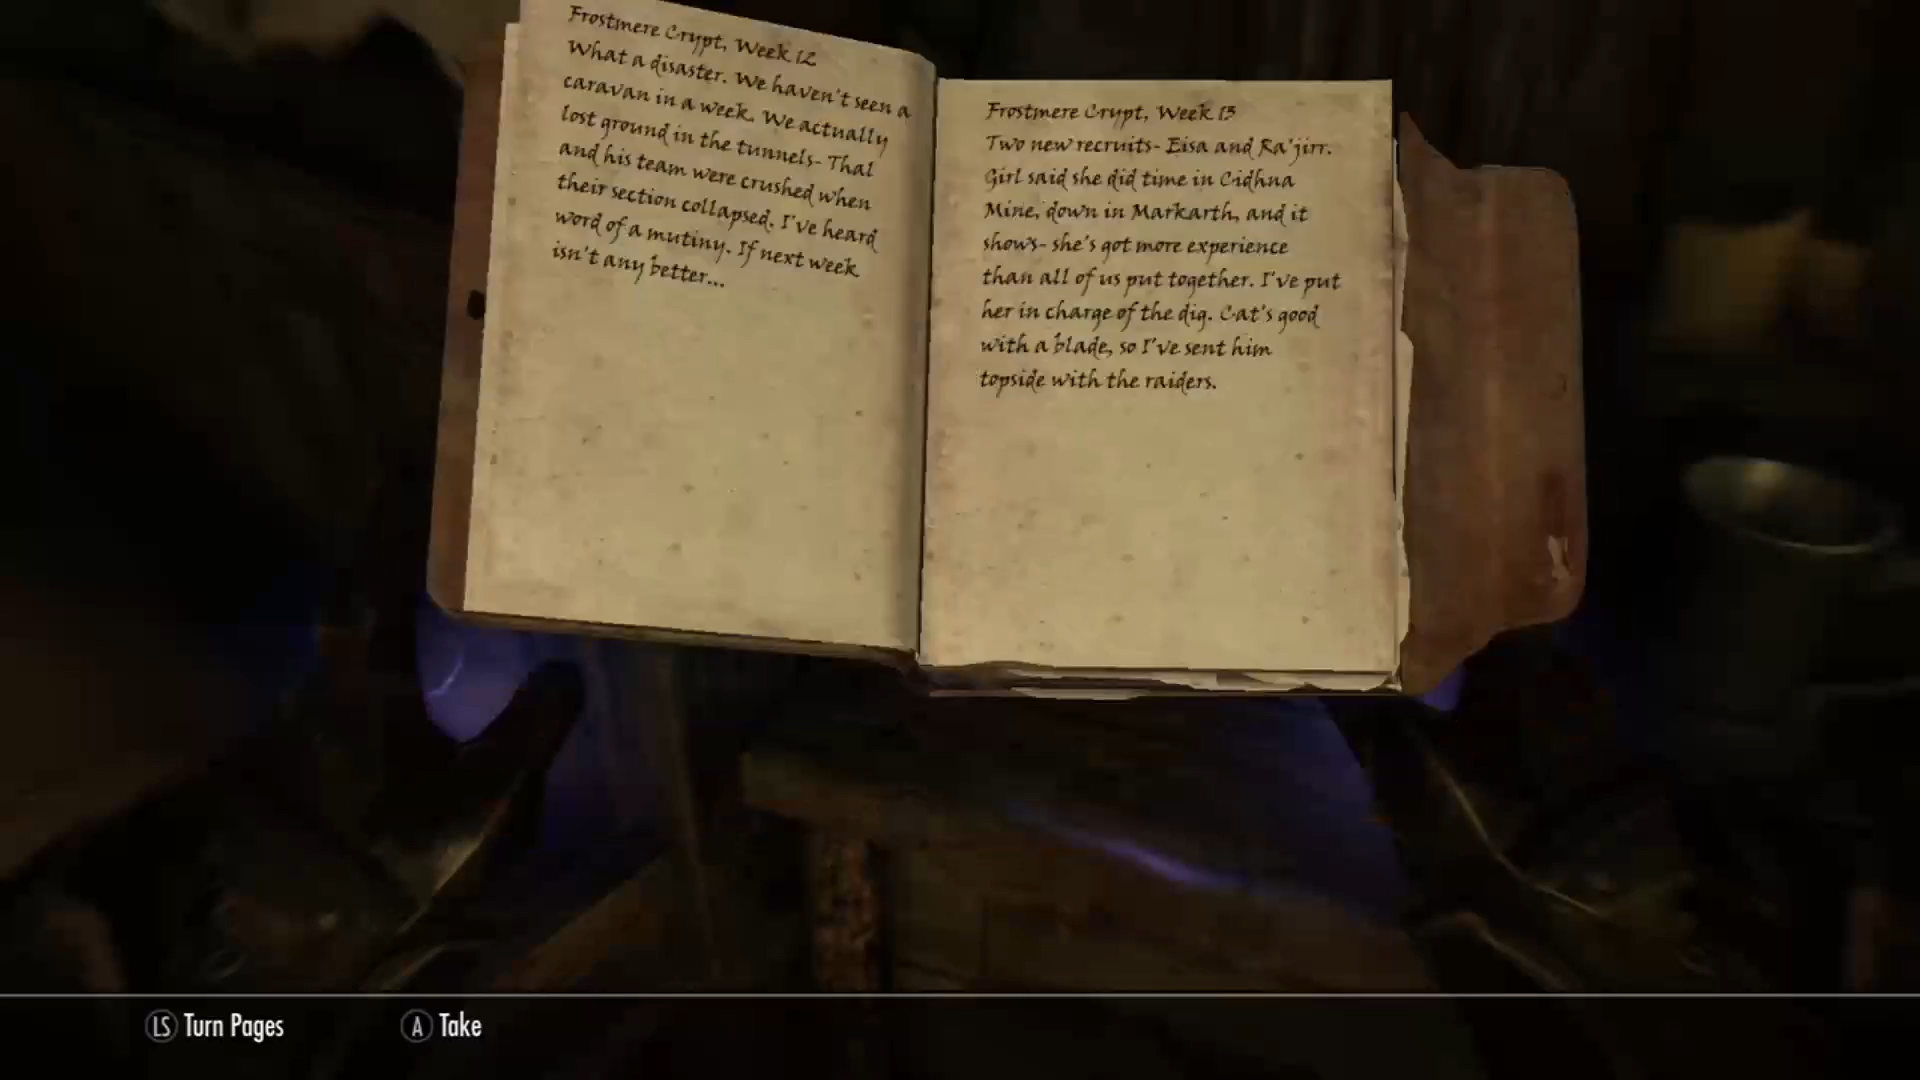 Frostmere Crypt, Week 12
What a disaster. We haven't seen a
caravan in a week. We actually
lost ground in the tunnels- Thal
and his team were crushed when
their section collapsed. I've heard
word of a mutiny. If next week
isn't any better...
Frostmere Crypt, Week 13
Two new recruits- Eisa and Ra'jirr.
Girl said she did time in Cidhna
Mine, down in Markarth, and it
shows- she's got more experience
than all of us put together. I've put
her in charge of the dig. Cat's good
with a blade, so I've sent him
topside with the raiders.
LS Turn Pages
A Take